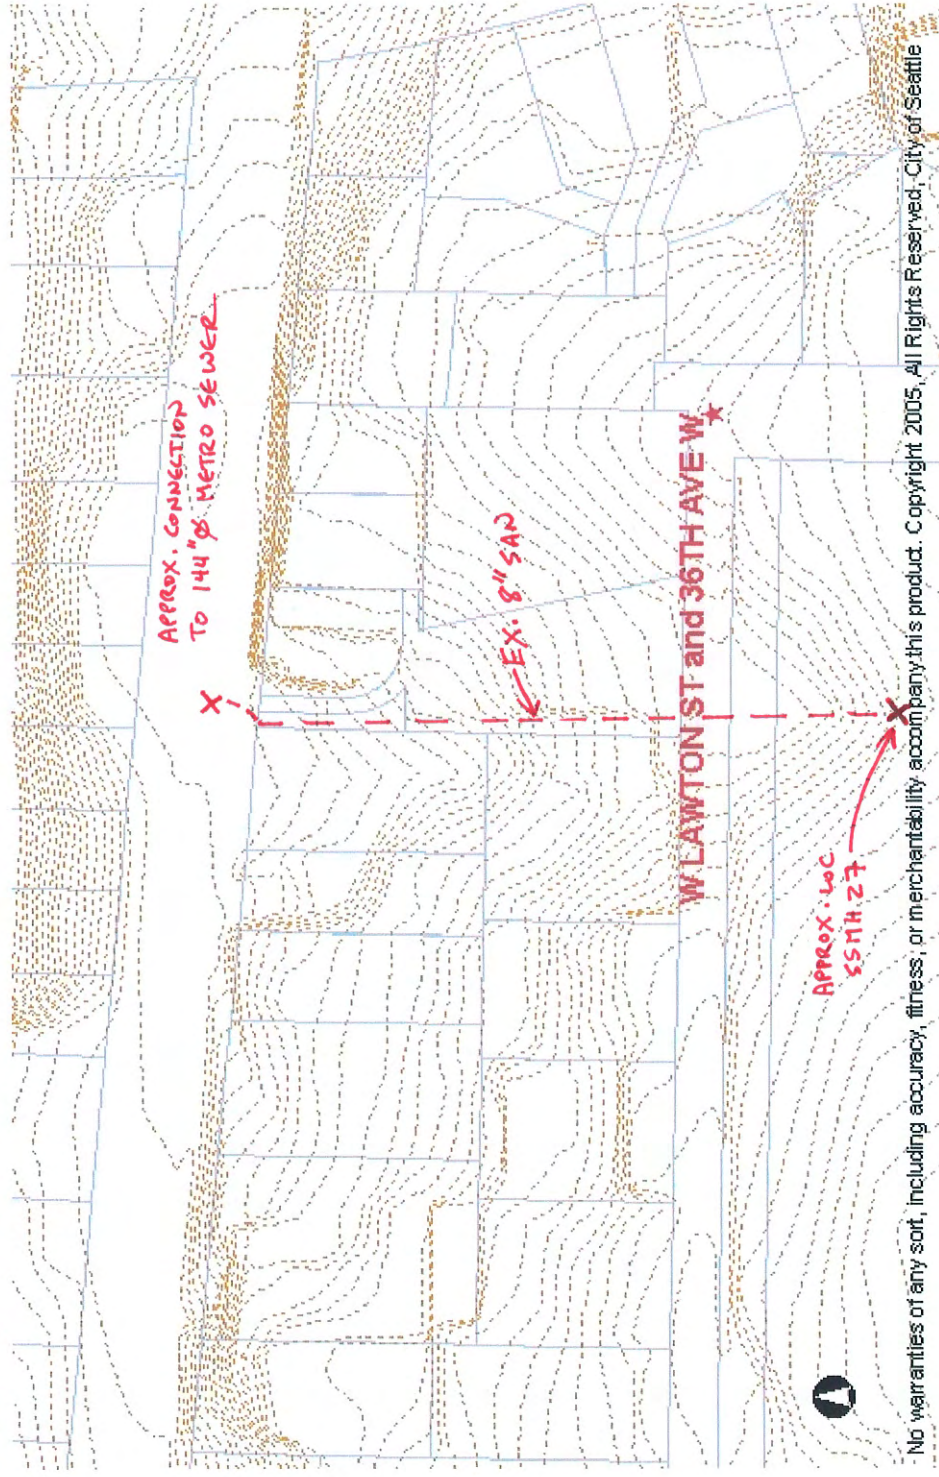 APPROX. CONNECTION
TO 144"Ø METRO SEWER
EX. 8" SAN
W LAWTON ST and 36TH AVE W
APPROX. LOC
SSMH 27
No warranties of any sort, including accuracy, fitness, or merchantability accompany this product. Copyright 2005, All Rights Reserved, City of Seattle